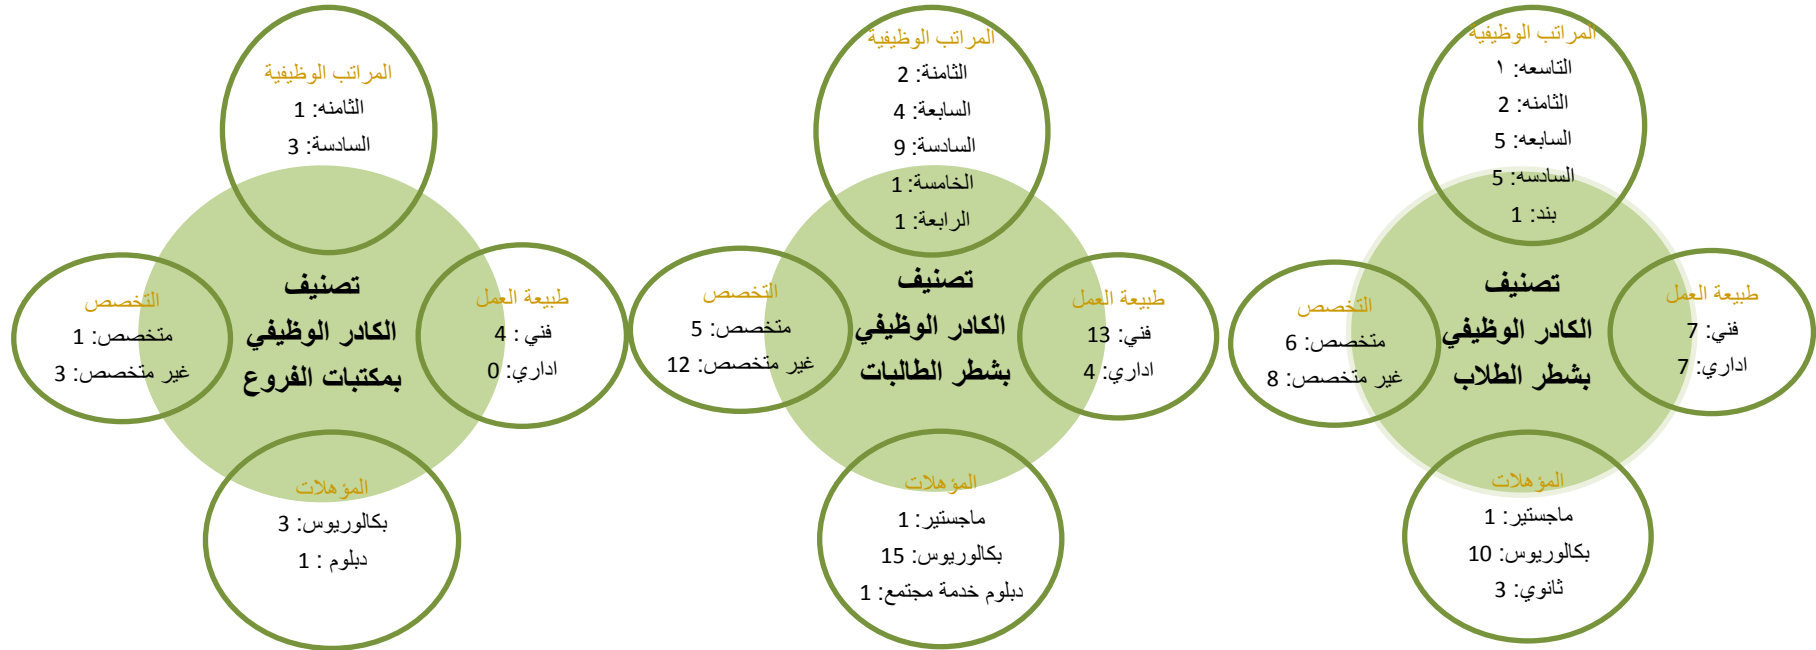 المراتب الوظيفية
التاسعه: ١
الثامنه: 2
السابعه: 5
السادسه: 5
بند: 1
طبيعة العمل
فني: 7
اداري: 7
تصنيف
الكادر الوظيفي
بشطر الطلاب
التخصص
متخصص: 6
غير متخصص: 8
المؤهلات
ماجستير: 1
بكالوريوس: 10
ثانوي: 3
المراتب الوظيفية
الثامنة: 2
السابعة: 4
السادسة: 9
الخامسة: 1
الرابعة: 1
طبيعة العمل
فني: 13
اداري: 4
تصنيف
الكادر الوظيفي
بشطر الطالبات
التخصص
متخصص: 5
غير متخصص: 12
المؤهلات
ماجستير: 1
بكالوريوس: 15
دبلوم خدمة مجتمع: 1
المراتب الوظيفية
الثامنه: 1
السادسة: 3
طبيعة العمل
فني : 4
اداري: 0
تصنيف
الكادر الوظيفي
بمكتبات الفروع
التخصص
متخصص: 1
غير متخصص: 3
المؤهلات
بكالوريوس: 3
دبلوم : 1